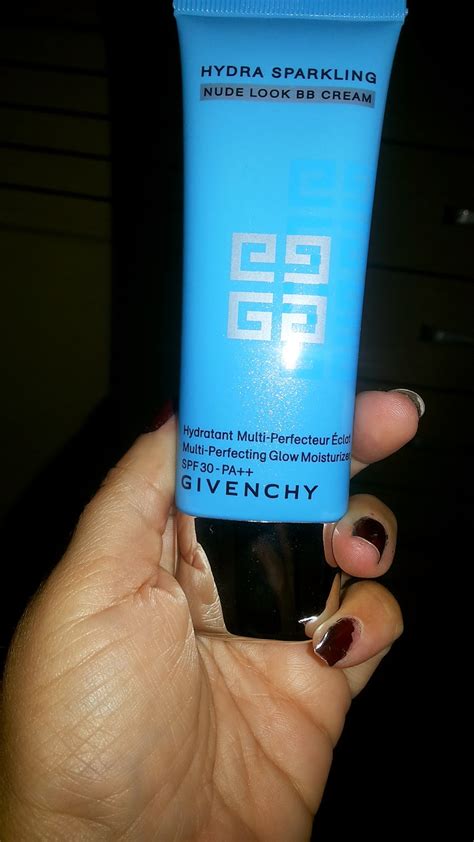 HYDRA SPARKLING
NUDE LOOK BB CREAM
Hydratant Multi-Perfecteur Éclat
Multi-Perfecting Glow Moisturizer
SPF 30 - PA++
GIVENCHY